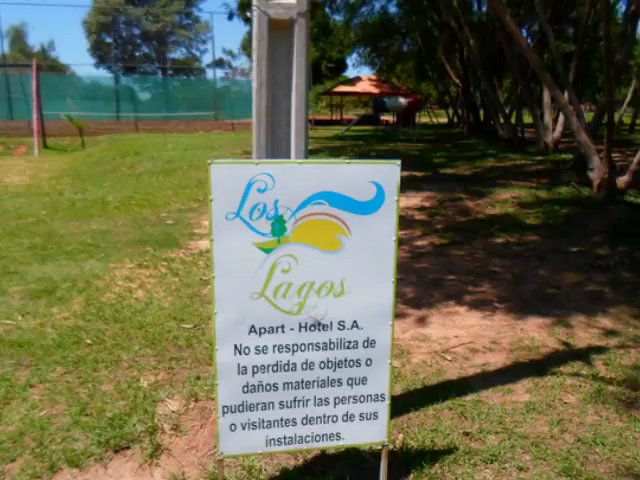 Los
Lagos
Apart - Hotel S.A.
No se responsabiliza de
la perdida de objetos o
daños materiales que
pudieran sufrir las personas
o visitantes dentro de sus
instalaciones.